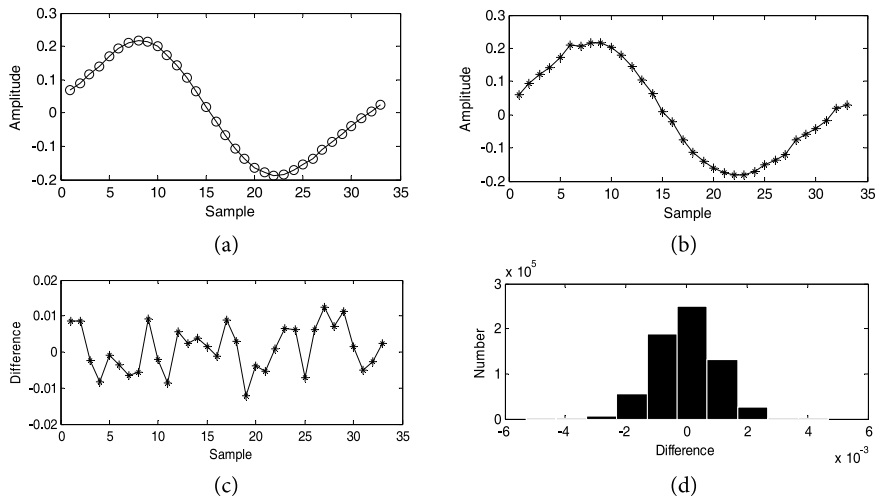 0.3
0.2
0.1
0
-0.1
-0.2
Amplitude
0 5 10 15 20 25 30 35
Sample
(a)
0.3
0.2
0.1
0
-0.1
-0.2
Amplitude
0 5 10 15 20 25 30 35
Sample
(b)
0.02
0.01
0
-0.01
-0.02
Difference
0 5 10 15 20 25 30 35
Sample
(c)
x 10^5
3
2
1
0
Number
-6 -4 -2 0 2 4 6
Difference
x 10^-3
(d)